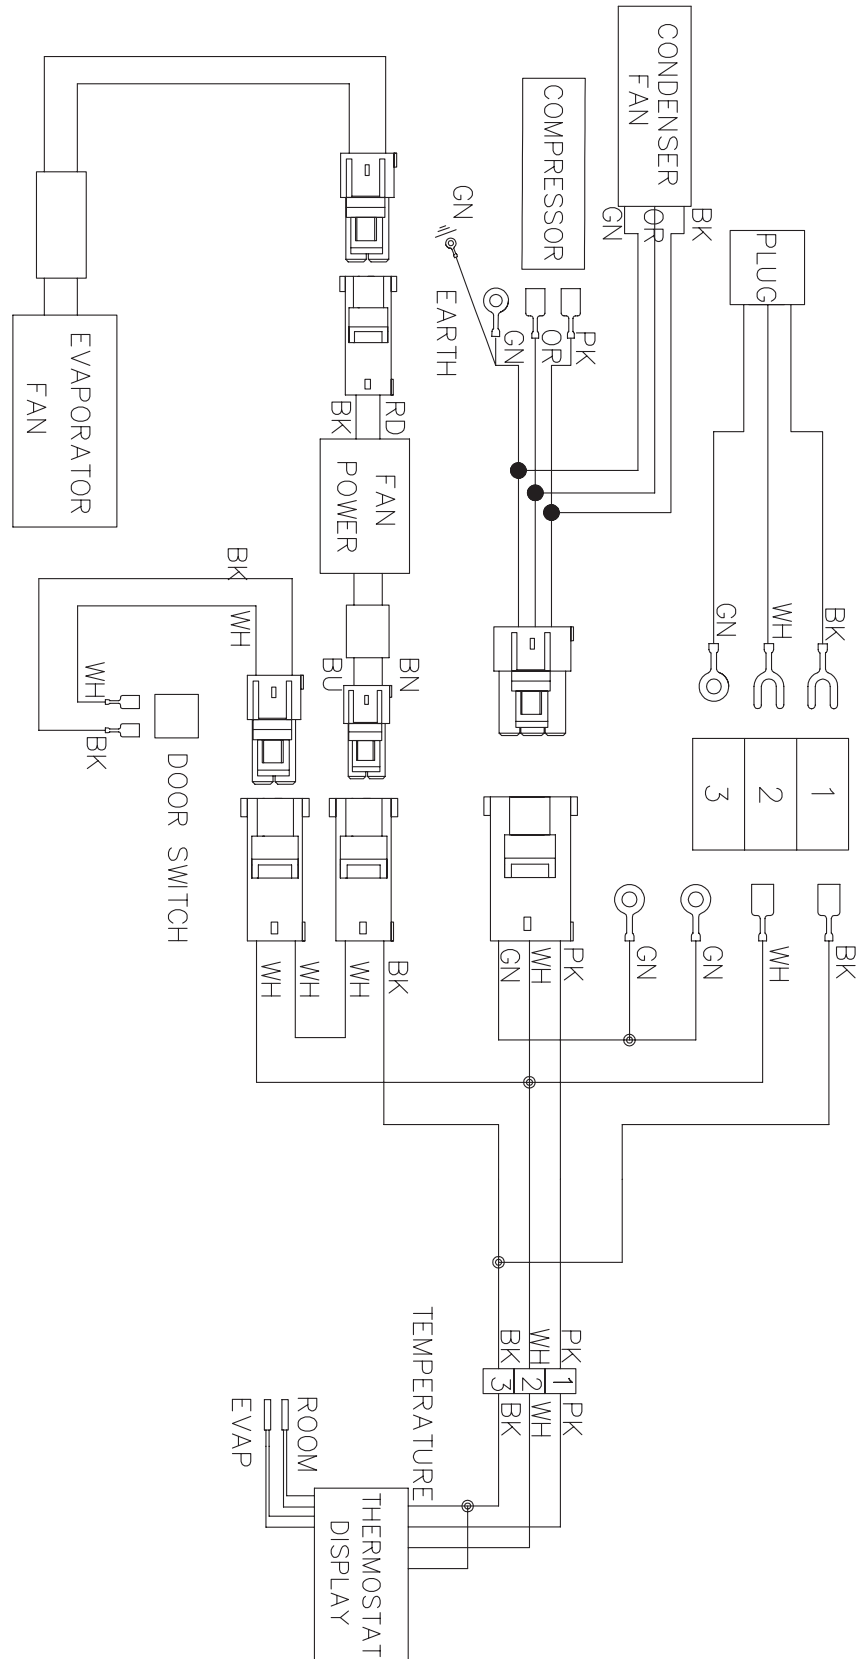 CONDENSER
FAN
COMPRESSOR
BK
OR
GN
PLUG
GN
EARTH
PK
OR
GN
EVAPORATOR
FAN
RD
BK
FAN
POWER
BN
BU
BK
WH
WH
BK
DOOR SWITCH
BK
WH
GN
1
2
3
BK
WH
GN
GN
PK
WH
GN
BK
WH
WH
WH
PK
WH
BK
1
2
3
PK
WH
BK
TEMPERATURE
ROOM
EVAP
THERMOSTAT
DISPLAY